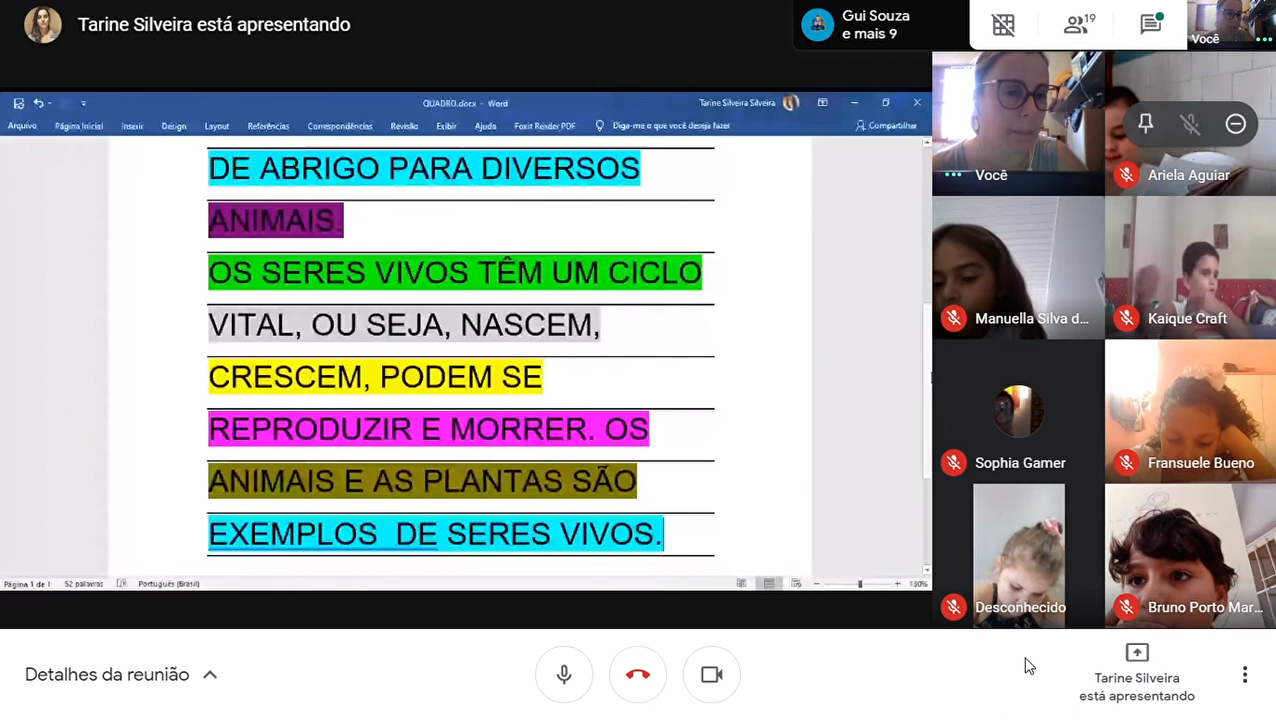 Tarine Silveira está apresentando
Gui Souza
e mais 9
19
Você
QUADRO.docx - Word
Tarine Silveira Silveira
Arquivo Página Inicial Inserir Design Layout Referências Correspondências Revisão Exibir Ajuda Foxit Reader PDF Diga-me o que você deseja fazer Compartilhar
DE ABRIGO PARA DIVERSOS
ANIMAIS.
OS SERES VIVOS TÊM UM CICLO
VITAL, OU SEJA, NASCEM,
CRESCEM, PODEM SE
REPRODUZIR E MORRER. OS
ANIMAIS E AS PLANTAS SÃO
EXEMPLOS DE SERES VIVOS.
Página 1 de 1 52 palavras Português (Brasil) 130%
Você
Ariela Aguiar
Manuella Silva d...
Kaique Craft
Sophia Gamer
Fransuele Bueno
Desconhecido
Bruno Porto Mar...
Detalhes da reunião
Tarine Silveira
está apresentando